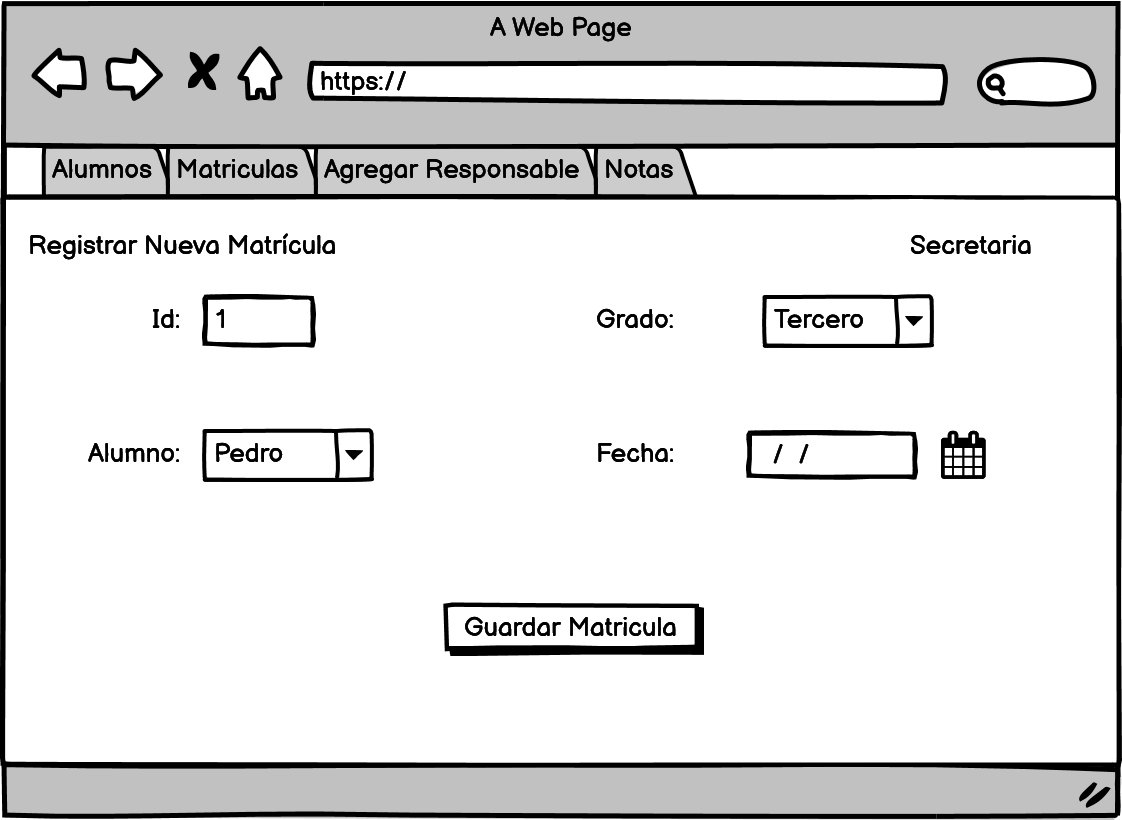 A Web Page
https://
Alumnos Matriculas Agregar Responsable Notas
Registrar Nueva Matrícula Secretaria
Id: 1 Grado: Tercero
Alumno: Pedro Fecha: / /
Guardar Matricula